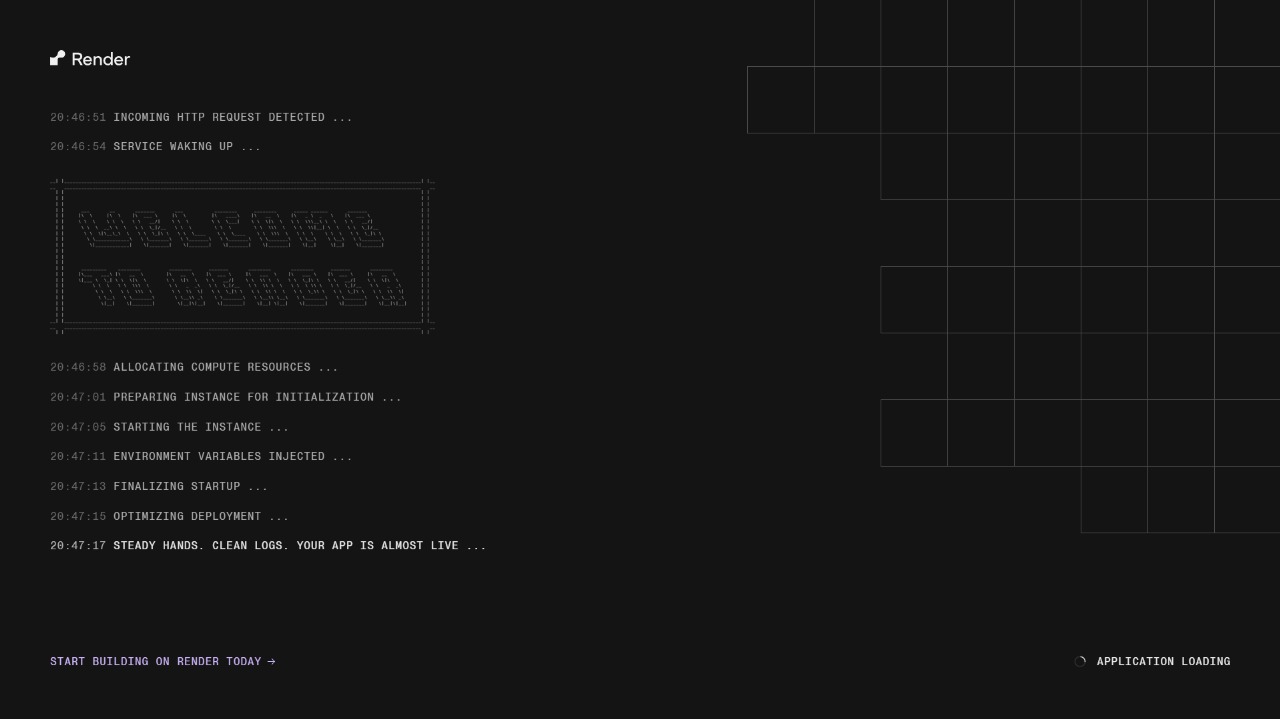 Render
20:46:51 INCOMING HTTP REQUEST DETECTED ...
20:46:54 SERVICE WAKING UP ...
WELCOME
TO RENDER
20:46:58 ALLOCATING COMPUTE RESOURCES ...
20:47:01 PREPARING INSTANCE FOR INITIALIZATION ...
20:47:05 STARTING THE INSTANCE ...
20:47:11 ENVIRONMENT VARIABLES INJECTED ...
20:47:13 FINALIZING STARTUP ...
20:47:15 OPTIMIZING DEPLOYMENT ...
20:47:17 STEADY HANDS. CLEAN LOGS. YOUR APP IS ALMOST LIVE ...
START BUILDING ON RENDER TODAY →
APPLICATION LOADING